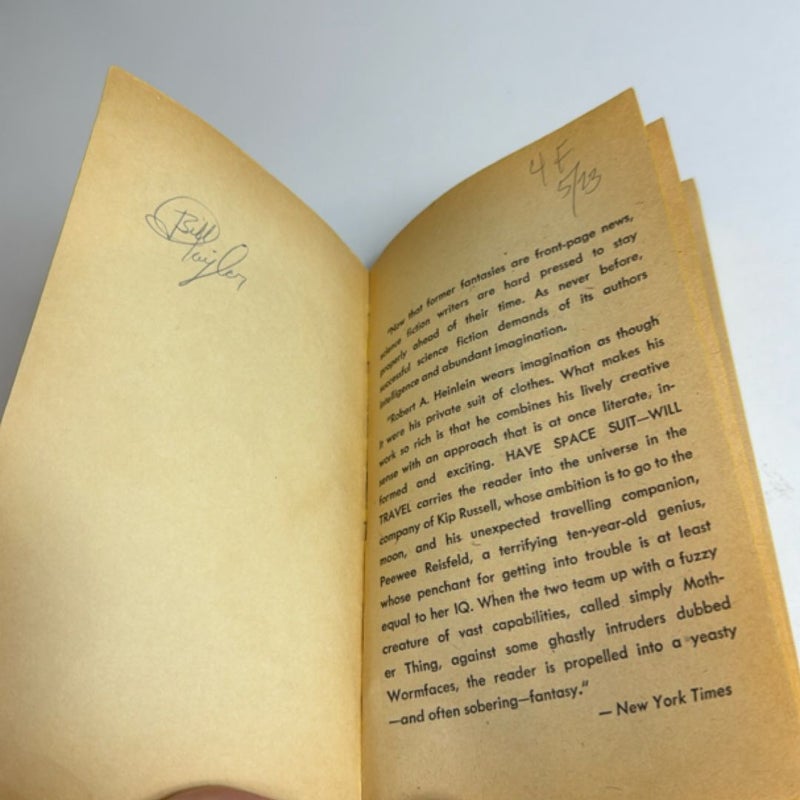 Bill
Taylor
4 F
5/23
"Now that former fantasies are front-page news,
science fiction writers are hard pressed to stay
properly ahead of their time. As never before,
successful science fiction demands of its authors
intelligence and abundant imagination.
"Robert A. Heinlein wears imagination as though
it were his private suit of clothes. What makes his
work so rich is that he combines his lively creative
sense with an approach that is at once literate, in-
formed and exciting. HAVE SPACE SUIT—WILL
TRAVEL carries the reader into the universe in the
company of Kip Russell, whose ambition is to go to the
moon, and his unexpected travelling companion,
Peewee Reisfeld, a terrifying ten-year-old genius,
whose penchant for getting into trouble is at least
equal to her IQ. When the two team up with a fuzzy
creature of vast capabilities, called simply Moth-
er Thing, against some ghastly intruders dubbed
Wormfaces, the reader is propelled into a yeasty
—and often sobering—fantasy."
— New York Times